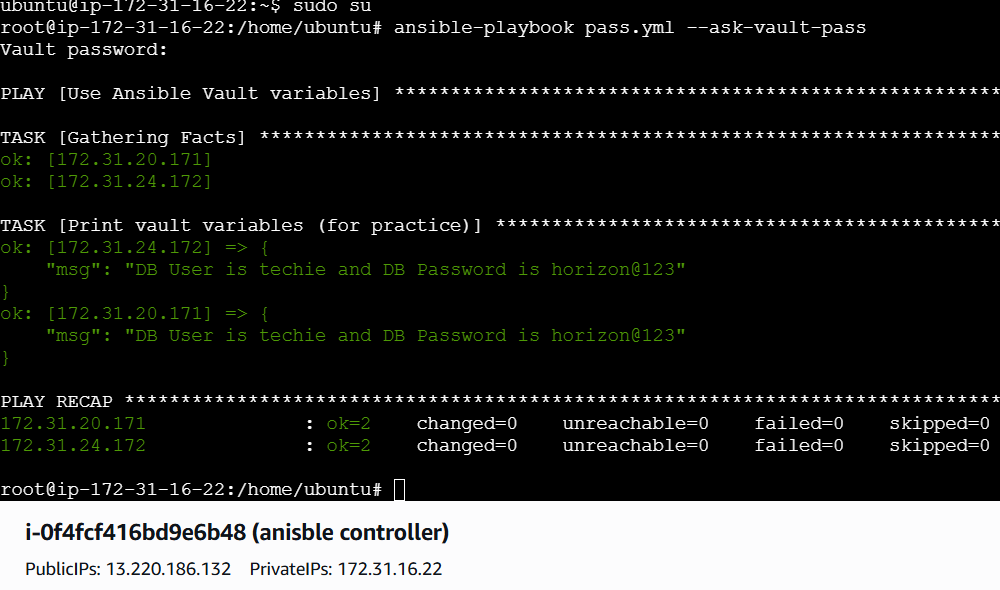 ubuntu@ip-172-31-16-22:~$ sudo su
root@ip-172-31-16-22:/home/ubuntu# ansible-playbook pass.yml --ask-vault-pass
Vault password:
PLAY [Use Ansible Vault variables] ******************************************************
TASK [Gathering Facts] ******************************************************************
ok: [172.31.20.171]
ok: [172.31.24.172]
TASK [Print vault variables (for practice)] *********************************************
ok: [172.31.24.172] => {
    "msg": "DB User is techie and DB Password is horizon@123"
}
ok: [172.31.20.171] => {
    "msg": "DB User is techie and DB Password is horizon@123"
}
PLAY RECAP ******************************************************************************
172.31.20.171              : ok=2    changed=0    unreachable=0    failed=0    skipped=0
172.31.24.172              : ok=2    changed=0    unreachable=0    failed=0    skipped=0
root@ip-172-31-16-22:/home/ubuntu#
i-0f4fcf416bd9e6b48 (anisble controller)
PublicIPs: 13.220.186.132 PrivateIPs: 172.31.16.22